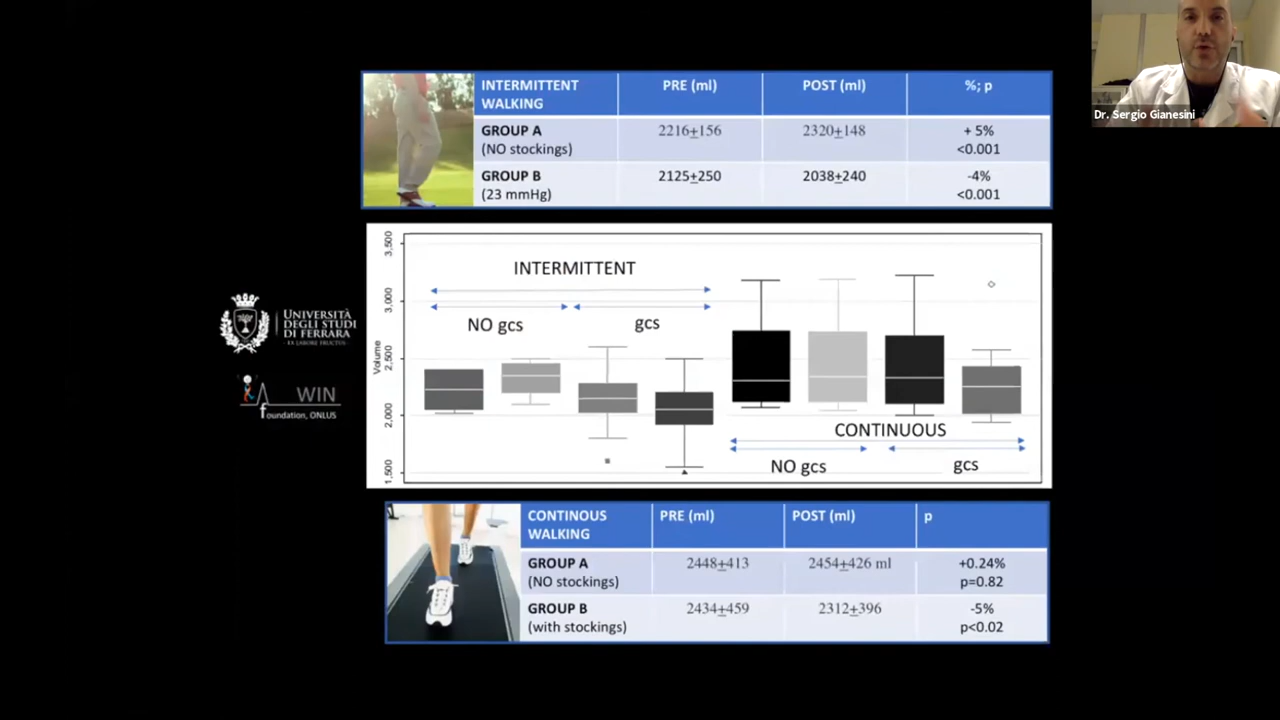 Dr. Sergio Gianesini
INTERMITTENT WALKING PRE (ml) POST (ml) %; p
GROUP A (NO stockings) 2216+156 2320+148 + 5% <0.001
GROUP B (23 mmHg) 2125+250 2038+240 -4% <0.001
3,500
3,000
2,500
2,000
1,500
Volume
INTERMITTENT
NO gcs
gcs
CONTINUOUS
NO gcs
gcs
UNIVERSITÀ
DEGLI STUDI
DI FERRARA
- EX LABORE FRUCTUS -
WIN
foundation, ONLUS
CONTINOUS WALKING PRE (ml) POST (ml) p
GROUP A (NO stockings) 2448+413 2454+426 ml +0.24% p=0.82
GROUP B (with stockings) 2434+459 2312+396 -5% p<0.02